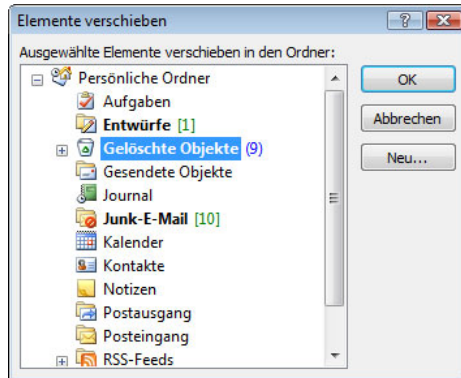 Elemente verschieben
Ausgewählte Elemente verschieben in den Ordner:
Persönliche Ordner
Aufgaben
Entwürfe [1]
Gelöschte Objekte (9)
Gesendete Objekte
Journal
Junk-E-Mail [10]
Kalender
Kontakte
Notizen
Postausgang
Posteingang
RSS-Feeds
OK
Abbrechen
Neu...